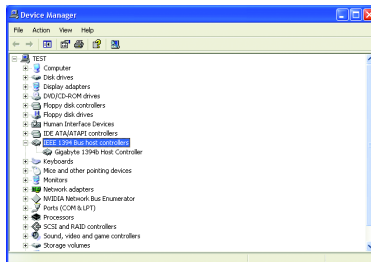 Device Manager
File Action View Help
TEST
Computer
Disk drives
Display adapters
DVD/CD-ROM drives
Floppy disk controllers
Floppy disk drives
Human Interface Devices
IDE ATA/ATAPI controllers
IEEE 1394 Bus host controllers
Gigabyte 1394b Host Controller
Keyboards
Mice and other pointing devices
Monitors
Network adapters
NVIDIA Network Bus Enumerator
Ports (COM & LPT)
Processors
SCSI and RAID controllers
Sound, video and game controllers
Storage volumes